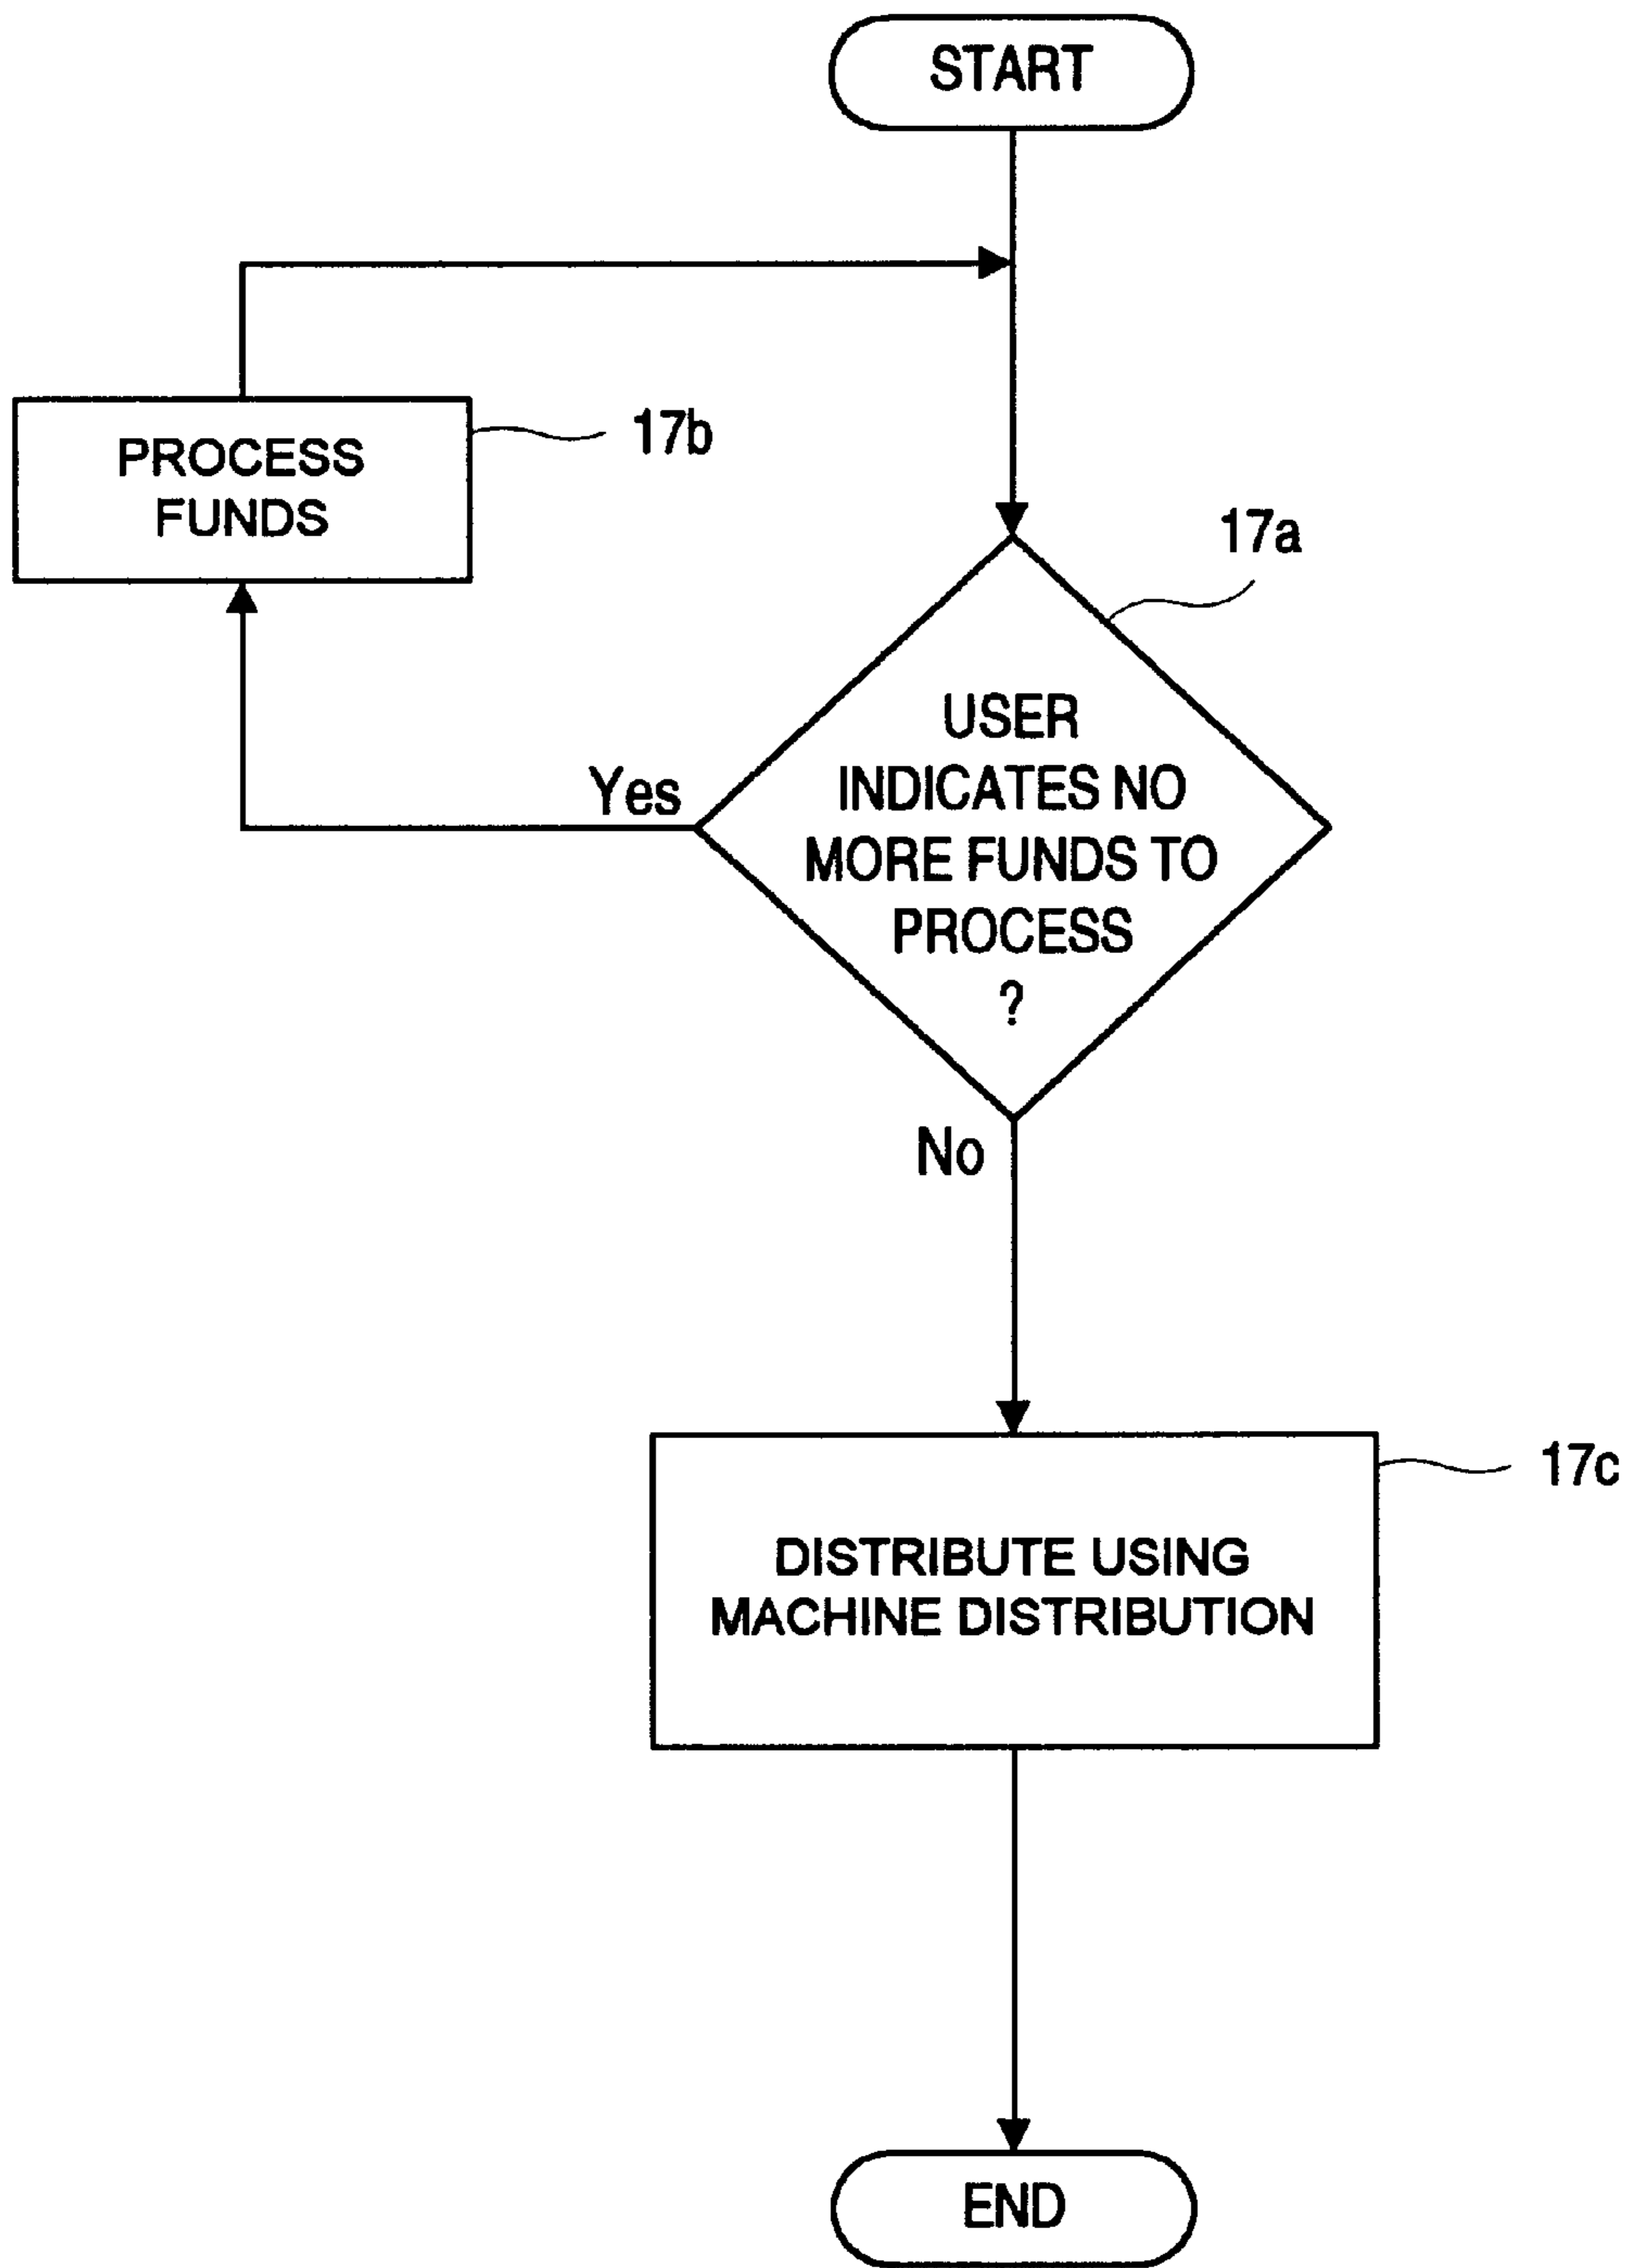 START
PROCESS
FUNDS
17b
17a
USER
INDICATES NO
MORE FUNDS TO
PROCESS
?
Yes
No
17c
DISTRIBUTE USING
MACHINE DISTRIBUTION
END